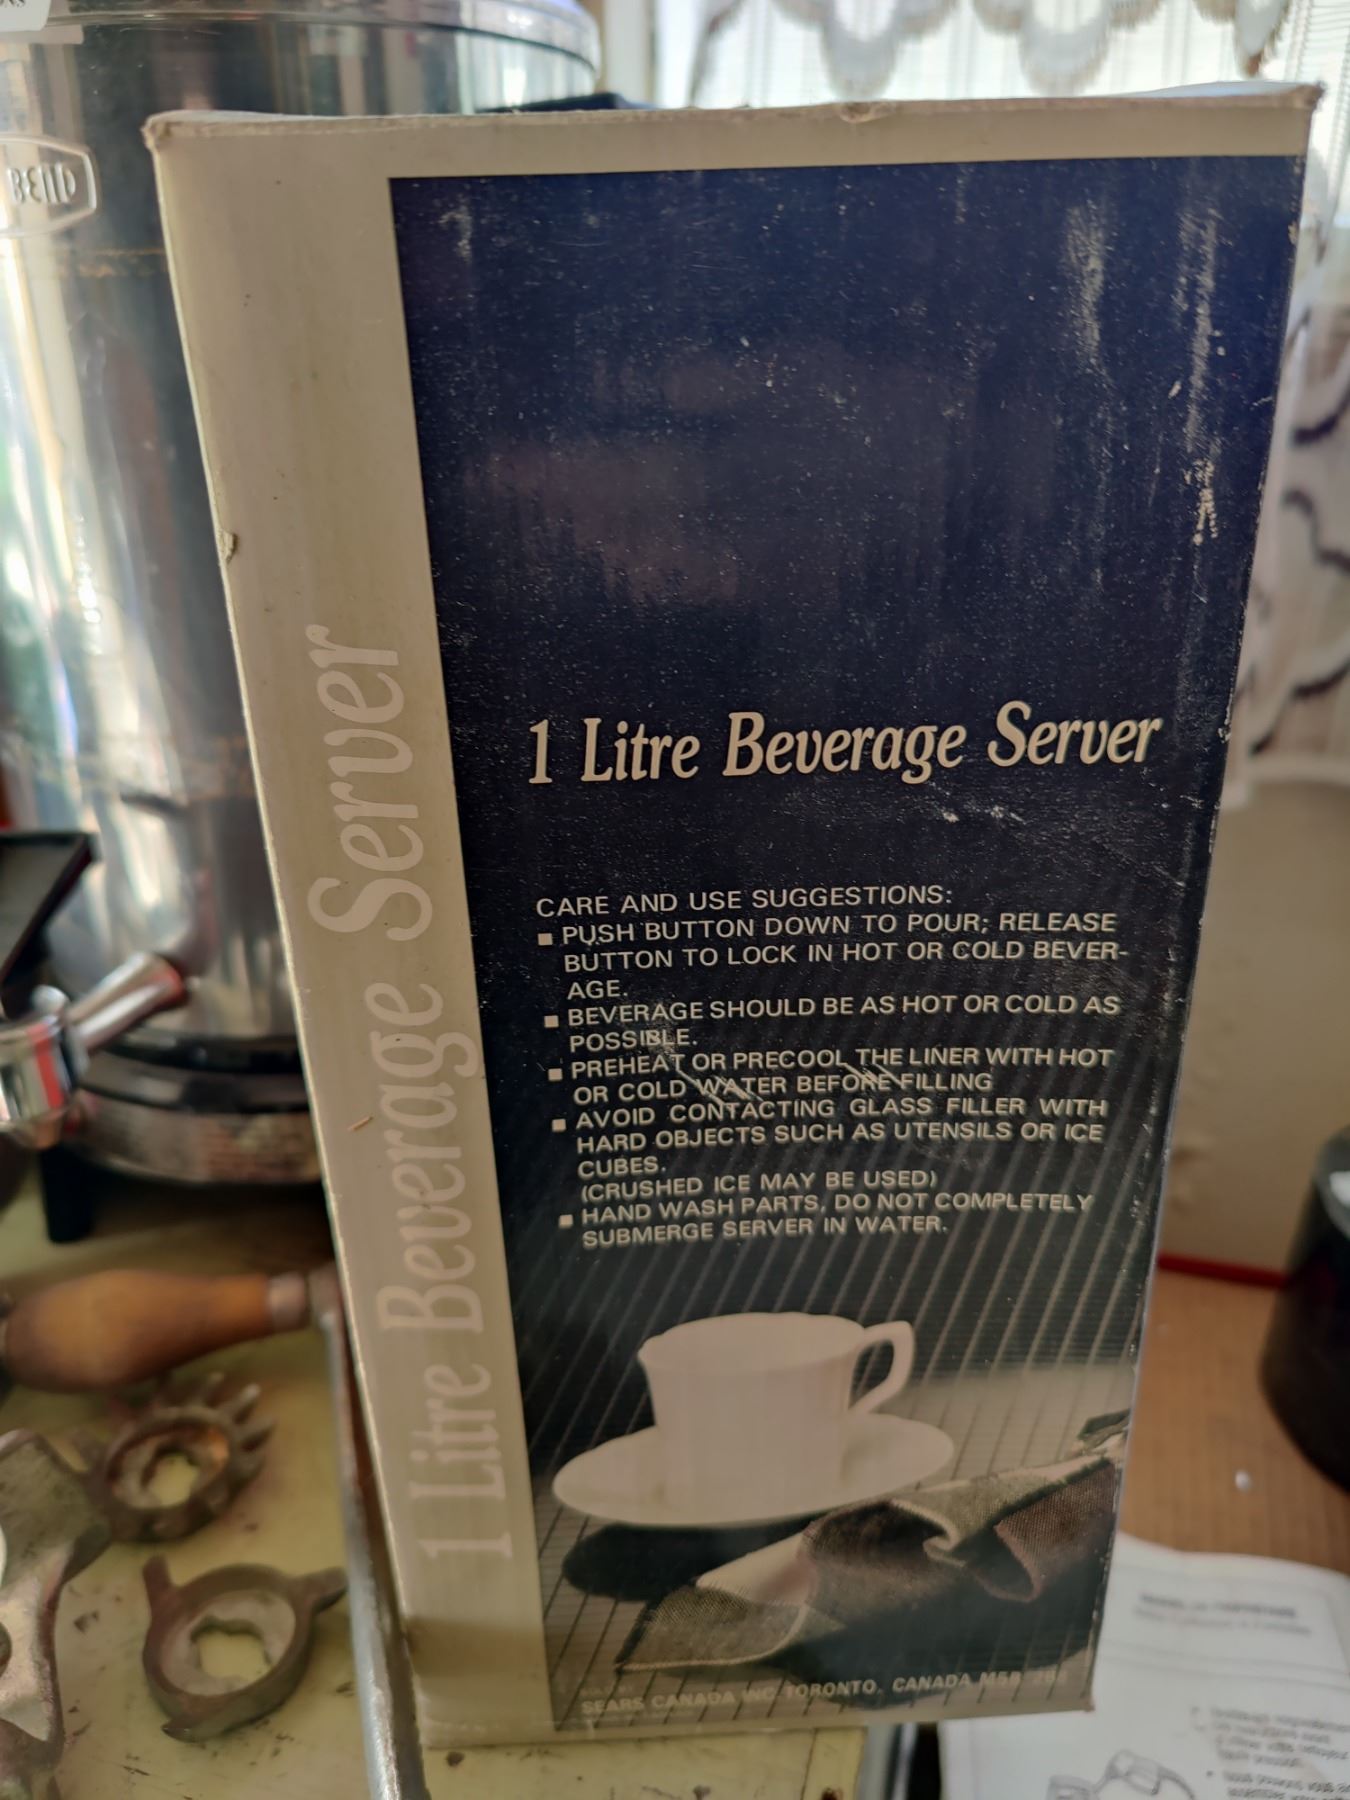 BEND
1 Litre Beverage Server
1 Litre Beverage Server
CARE AND USE SUGGESTIONS:
■ PUSH BUTTON DOWN TO POUR; RELEASE
BUTTON TO LOCK IN HOT OR COLD BEVER-
AGE.
■ BEVERAGE SHOULD BE AS HOT OR COLD AS
POSSIBLE.
■ PREHEAT OR PRECOOL THE LINER WITH HOT
OR COLD WATER BEFORE FILLING
■ AVOID CONTACTING GLASS FILLER WITH
HARD OBJECTS SUCH AS UTENSILS OR ICE
CUBES.
(CRUSHED ICE MAY BE USED)
■ HAND WASH PARTS, DO NOT COMPLETELY
SUBMERGE SERVER IN WATER.
SEARS CANADA INC. TORONTO, CANADA M5B